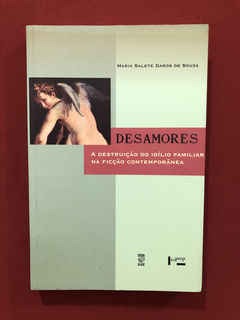 Maria Salete Daros de Souza
DESAMORES
A DESTRUIÇÃO DO IDÍLIO FAMILIAR
NA FICÇÃO CONTEMPORÂNEA